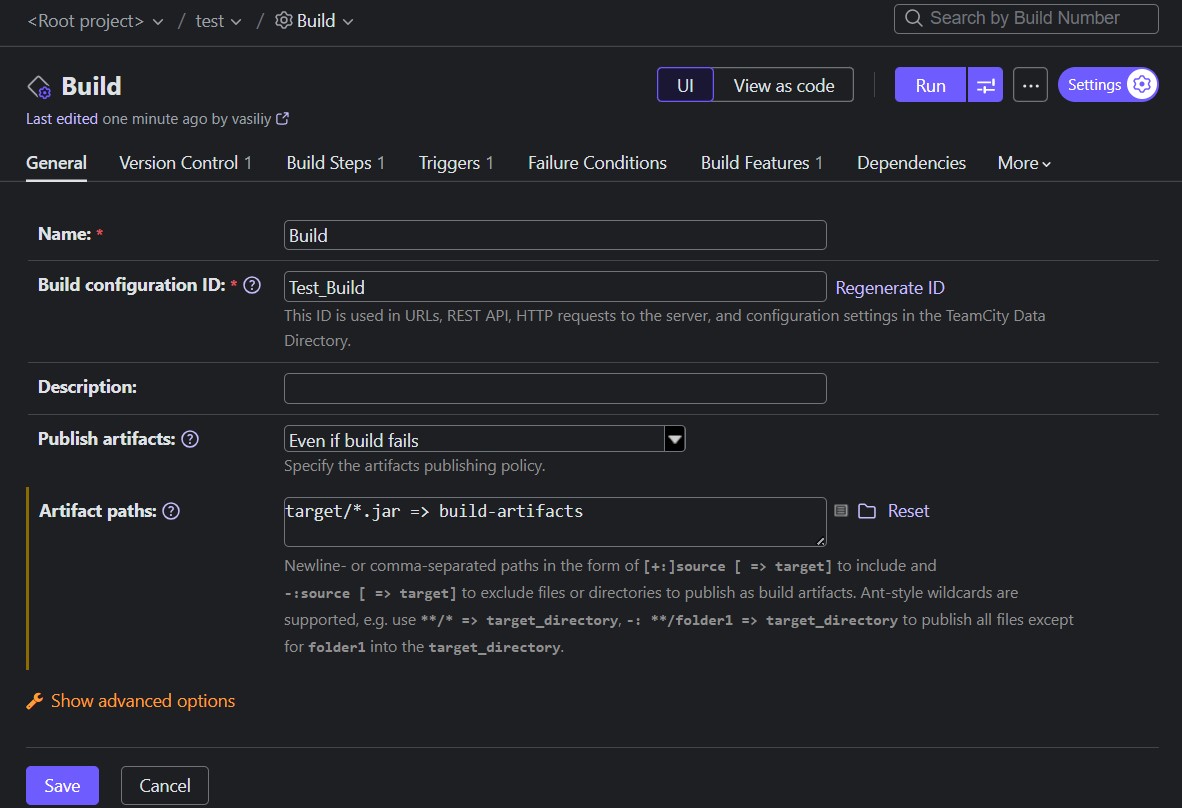 <Root project> / test / Build
Search by Build Number
Build
UI View as code Run ... Settings
Last edited one minute ago by vasiliy
General Version Control 1 Build Steps 1 Triggers 1 Failure Conditions Build Features 1 Dependencies More
Name: * Build
Build configuration ID: * ? Test_Build Regenerate ID
This ID is used in URLs, REST API, HTTP requests to the server, and configuration settings in the TeamCity Data
Directory.
Description:
Publish artifacts: ? Even if build fails
Specify the artifacts publishing policy.
Artifact paths: ? target/*.jar => build-artifacts Reset
Newline- or comma-separated paths in the form of [+:]source [ => target] to include and
-:source [ => target] to exclude files or directories to publish as build artifacts. Ant-style wildcards are
supported, e.g. use **/* => target_directory, -: **/folder1 => target_directory to publish all files except
for folder1 into the target_directory.
Show advanced options
Save Cancel